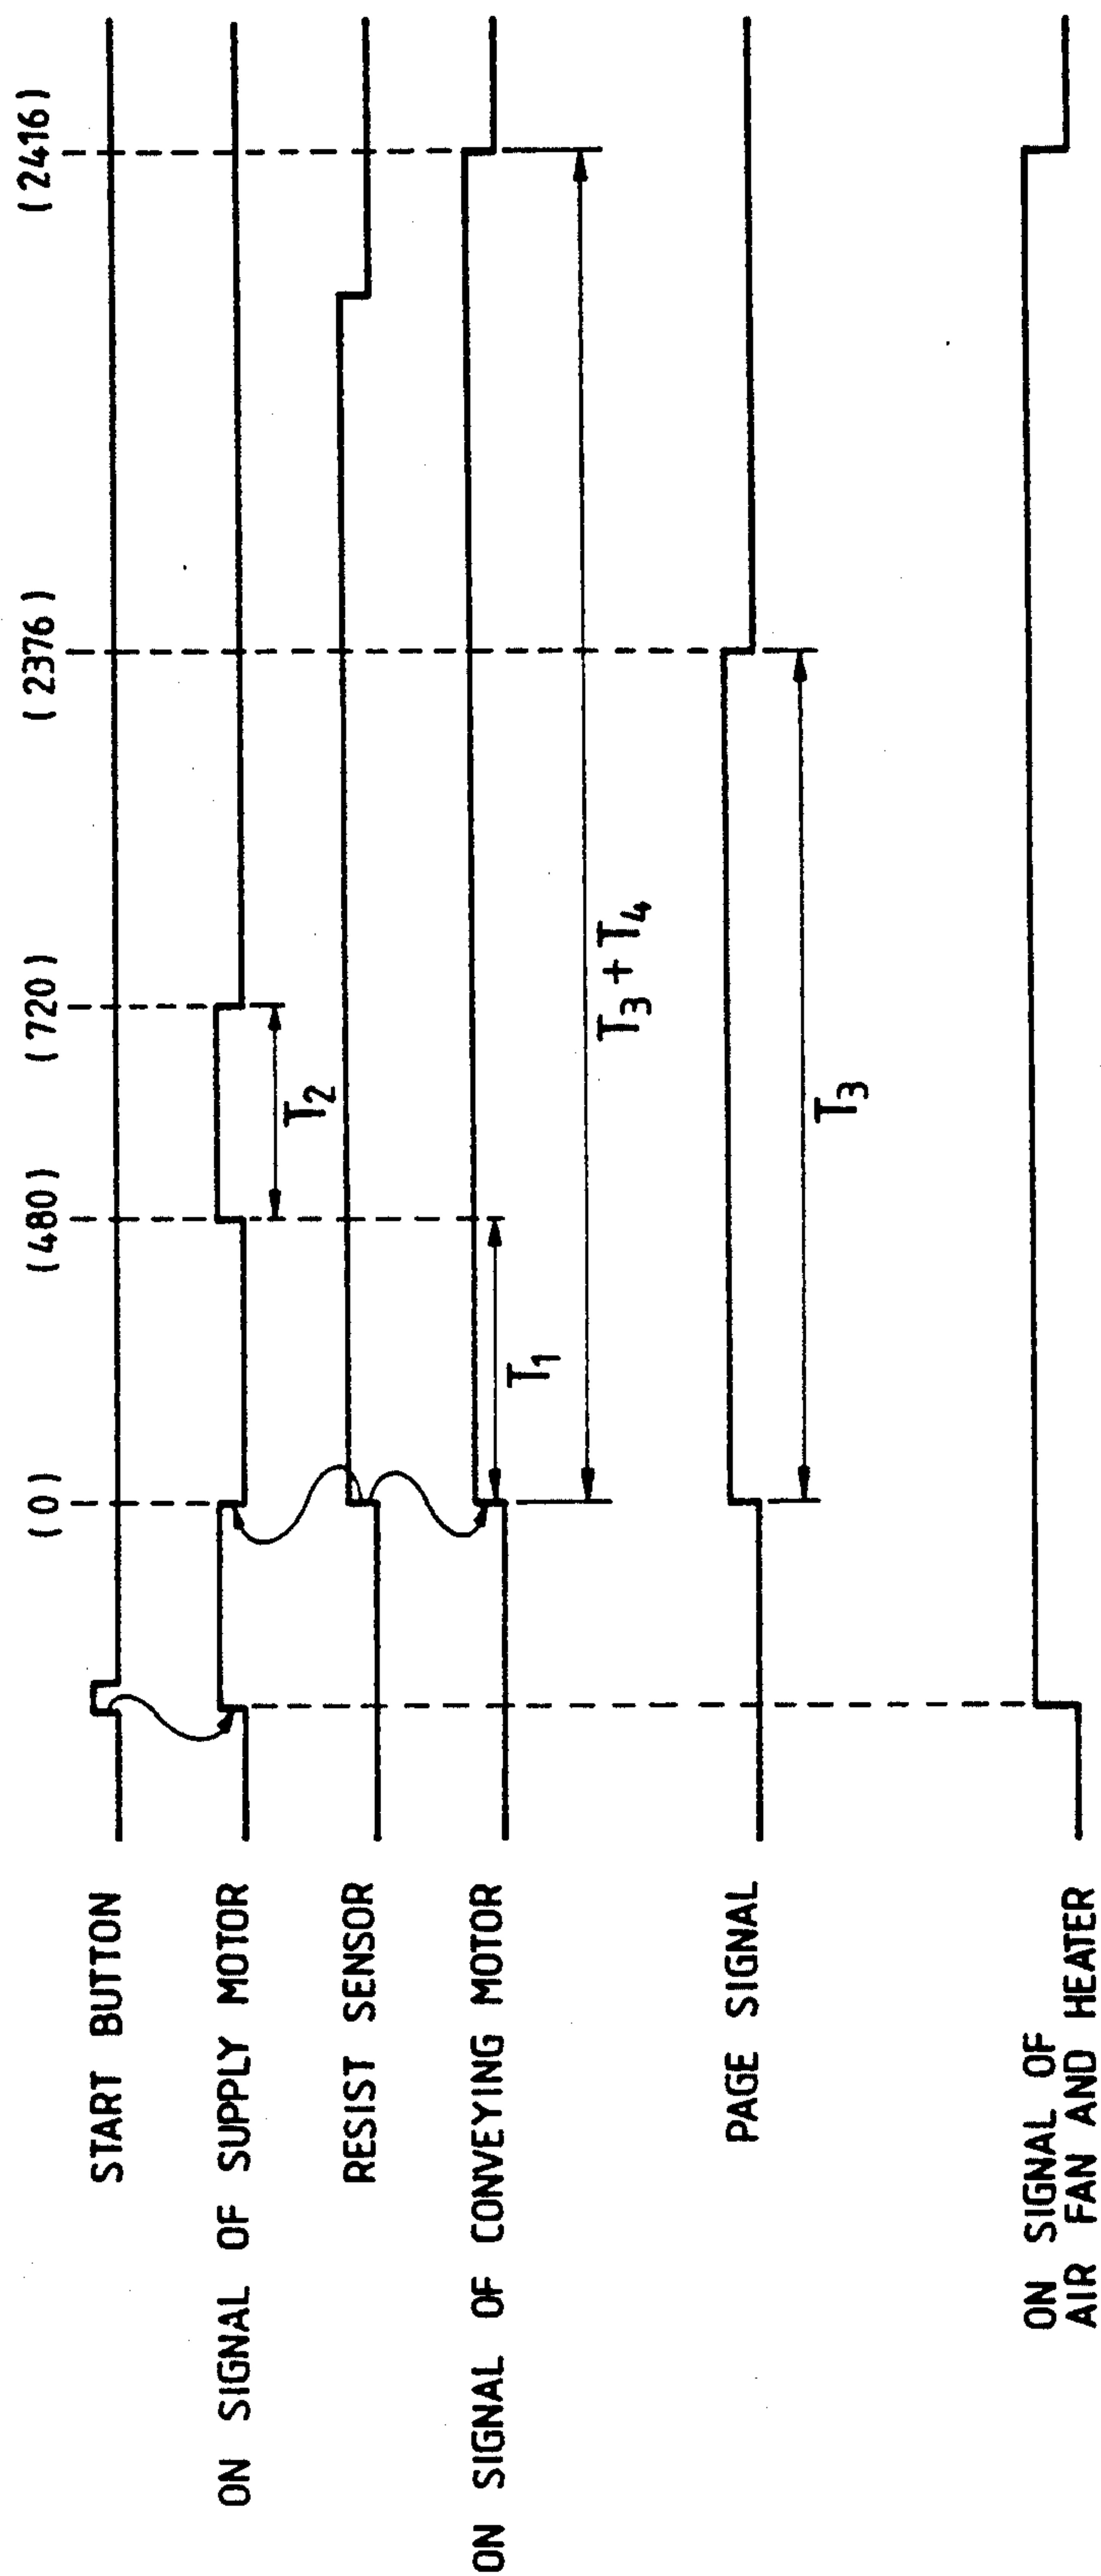 (0)
(480)
(720)
(2376)
(2416)
START BUTTON
ON SIGNAL OF SUPPLY MOTOR
T2
RESIST SENSOR
ON SIGNAL OF CONVEYING MOTOR
T1
T3 + T4
PAGE SIGNAL
T3
ON SIGNAL OF
AIR FAN AND HEATER